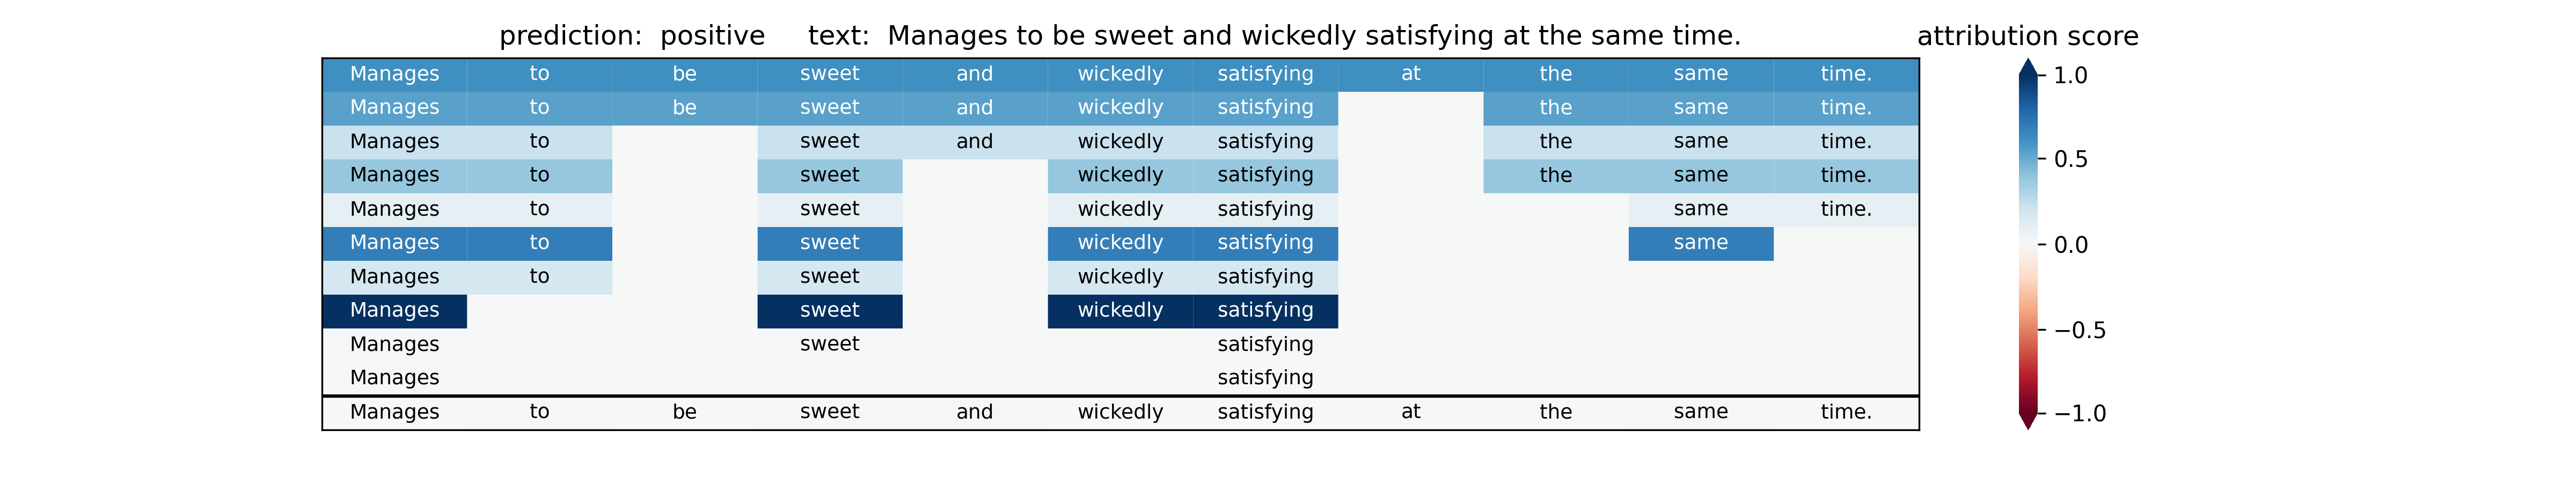 prediction: positive text: Manages to be sweet and wickedly satisfying at the same time. attribution score
Manages to be sweet and wickedly satisfying at the same time.
Manages to be sweet and wickedly satisfying the same time.
Manages to sweet and wickedly satisfying the same time.
Manages to sweet wickedly satisfying the same time.
Manages to sweet wickedly satisfying same time.
Manages to sweet wickedly satisfying same
Manages to sweet wickedly satisfying
Manages sweet wickedly satisfying
Manages sweet satisfying
Manages satisfying
Manages to be sweet and wickedly satisfying at the same time.
1.0
0.5
0.0
−0.5
−1.0